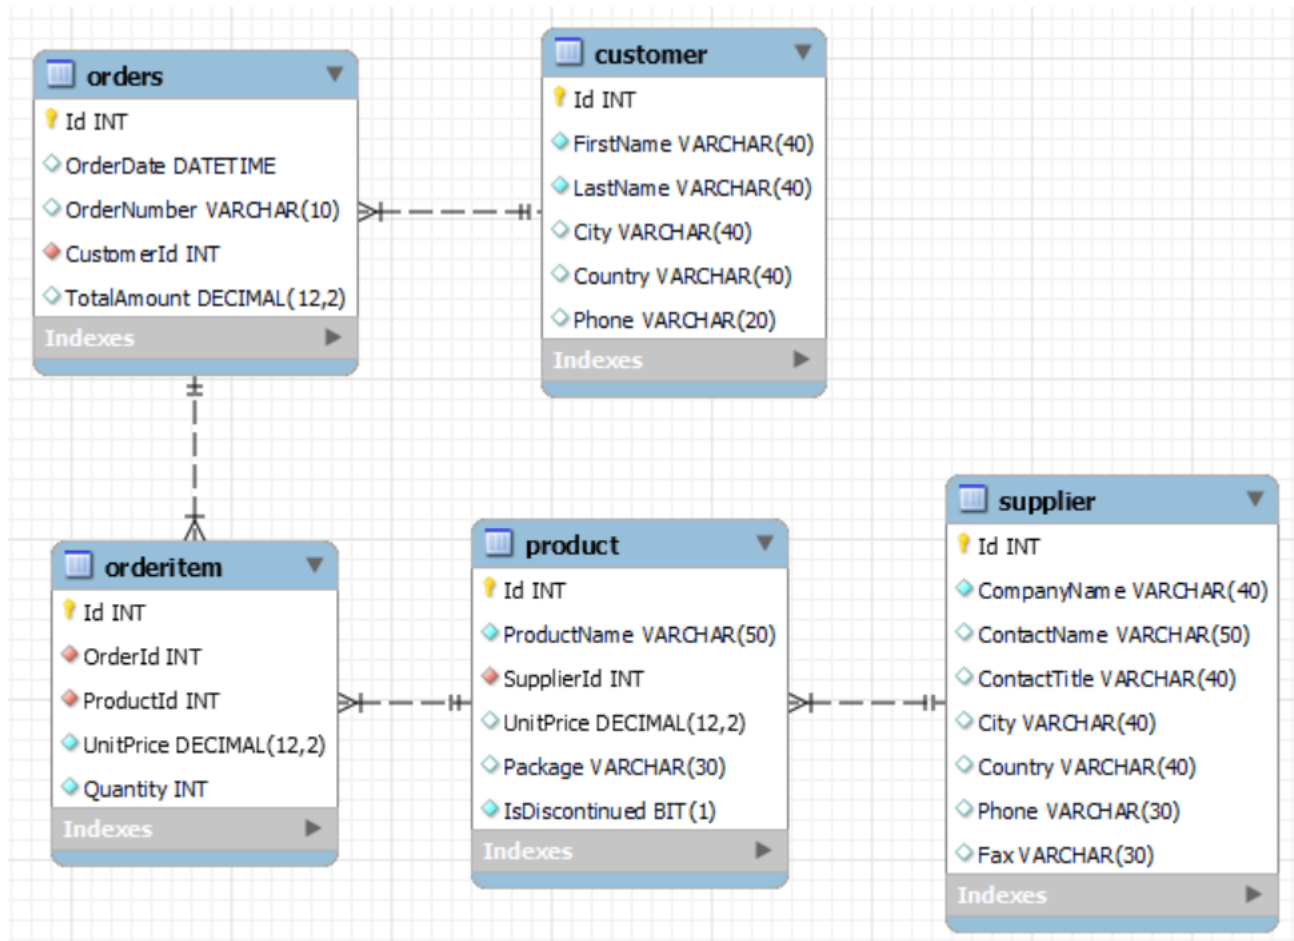 orders
Id INT
OrderDate DATETIME
OrderNumber VARCHAR(10)
CustomerId INT
TotalAmount DECIMAL(12,2)
Indexes
customer
Id INT
FirstName VARCHAR(40)
LastName VARCHAR(40)
City VARCHAR(40)
Country VARCHAR(40)
Phone VARCHAR(20)
Indexes
orderitem
Id INT
OrderId INT
ProductId INT
UnitPrice DECIMAL(12,2)
Quantity INT
Indexes
product
Id INT
ProductName VARCHAR(50)
SupplierId INT
UnitPrice DECIMAL(12,2)
Package VARCHAR(30)
IsDiscontinued BIT(1)
Indexes
supplier
Id INT
CompanyName VARCHAR(40)
ContactName VARCHAR(50)
ContactTitle VARCHAR(40)
City VARCHAR(40)
Country VARCHAR(40)
Phone VARCHAR(30)
Fax VARCHAR(30)
Indexes